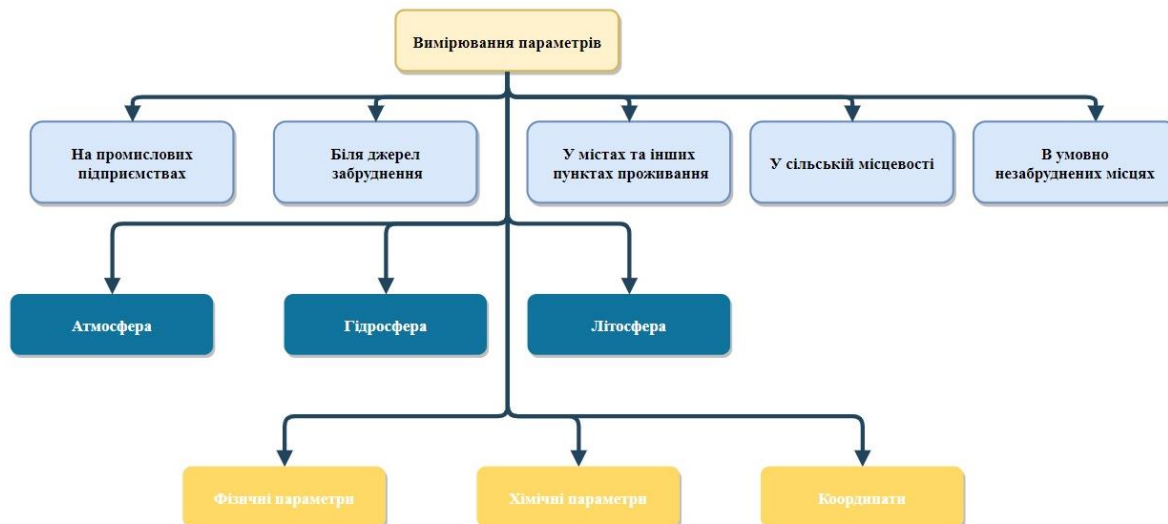 Вимірювання параметрів
На промислових
підприємствах
Біля джерел
забруднення
У містах та інших
пунктах проживання
У сільській місцевості
В умовно
незабруднених місцях
Атмосфера
Гідросфера
Літосфера
Фізичні параметри
Хімічні параметри
Координати